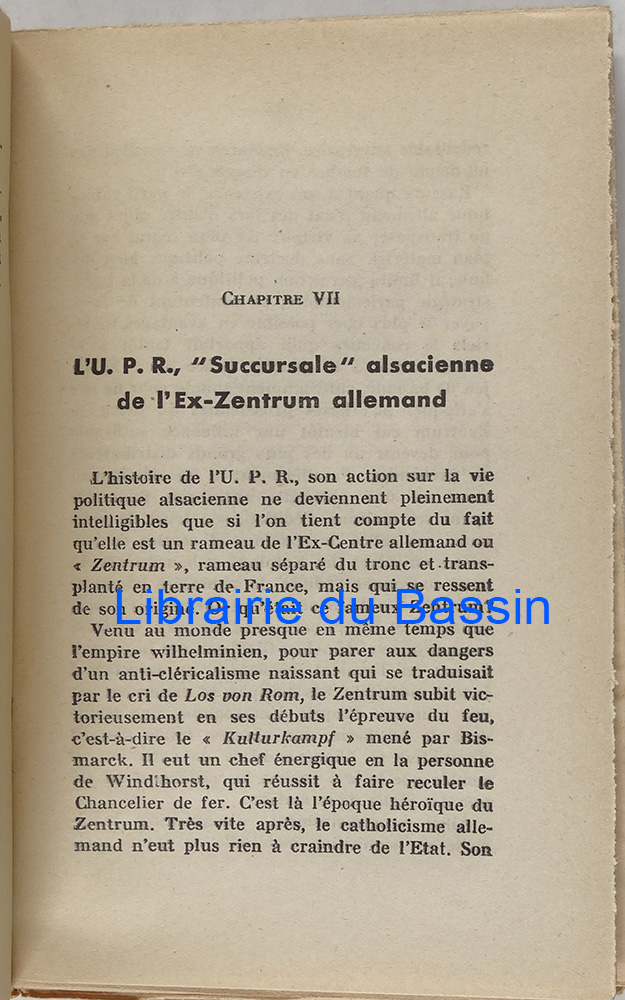 CHAPITRE VII
L'U. P. R., "Succursale" alsacienne
de l'Ex-Zentrum allemand
L'histoire de l'U. P. R., son action sur la vie
politique alsacienne ne deviennent pleinement
intelligibles que si l'on tient compte du fait
qu'elle est un rameau de l'Ex-Centre allemand ou
« Zentrum », rameau séparé du tronc et trans-
planté en terre de France, mais qui se ressent
de son origine. Or qu'était ce fameux Zentrum?
Librairie du Bassin
Venu au monde presque en même temps que
l'empire wilhelminien, pour parer aux dangers
d'un anti-cléricalisme naissant qui se traduisait
par le cri de Los von Rom, le Zentrum subit vic-
torieusement en ses débuts l'épreuve du feu,
c'est-à-dire le « Kulturkampf » mené par Bis-
marck. Il eut un chef énergique en la personne
de Windthorst, qui réussit à faire reculer le
Chancelier de fer. C'est là l'époque héroïque du
Zentrum. Très vite après, le catholicisme alle-
mand n'eut plus rien à craindre de l'Etat. Son